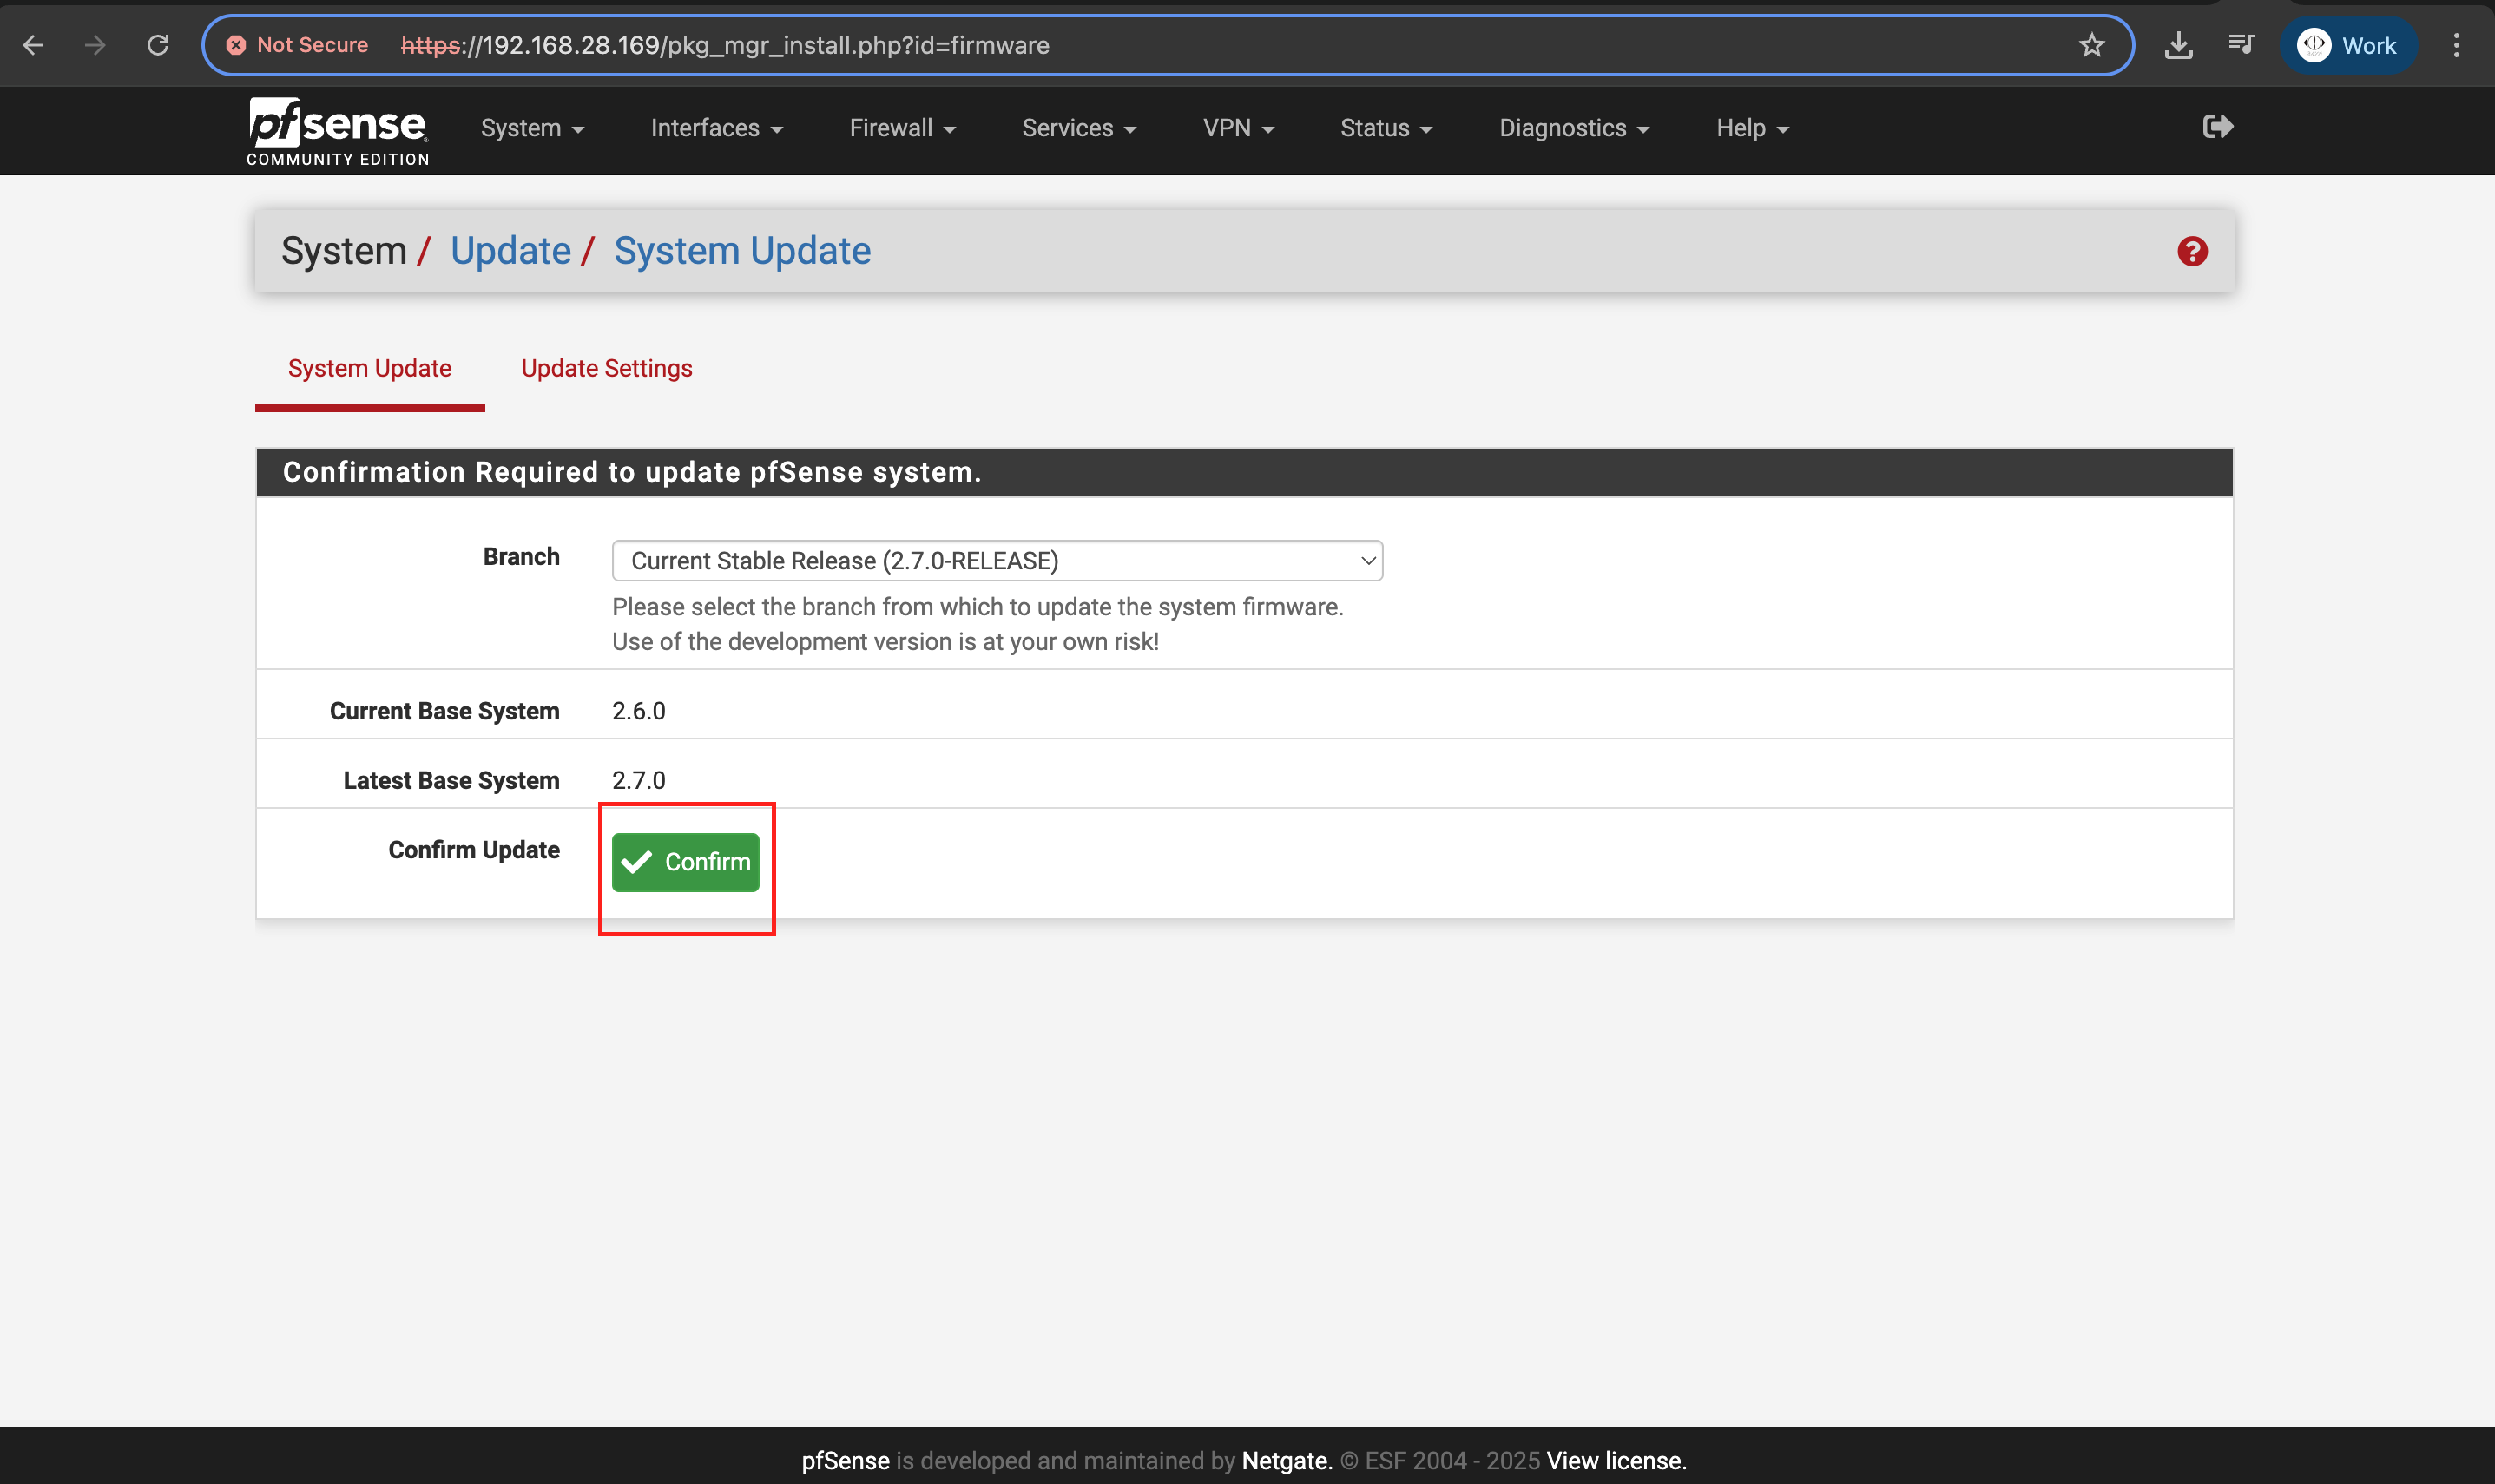 Not Secure https://192.168.28.169/pkg_mgr_install.php?id=firmware Work
pfsense
COMMUNITY EDITION
System Interfaces Firewall Services VPN Status Diagnostics Help
System / Update / System Update
System Update Update Settings
Confirmation Required to update pfSense system.
Branch Current Stable Release (2.7.0-RELEASE)
Please select the branch from which to update the system firmware.
Use of the development version is at your own risk!
Current Base System 2.6.0
Latest Base System 2.7.0
Confirm Update Confirm
pfSense is developed and maintained by Netgate. © ESF 2004 - 2025 View license.